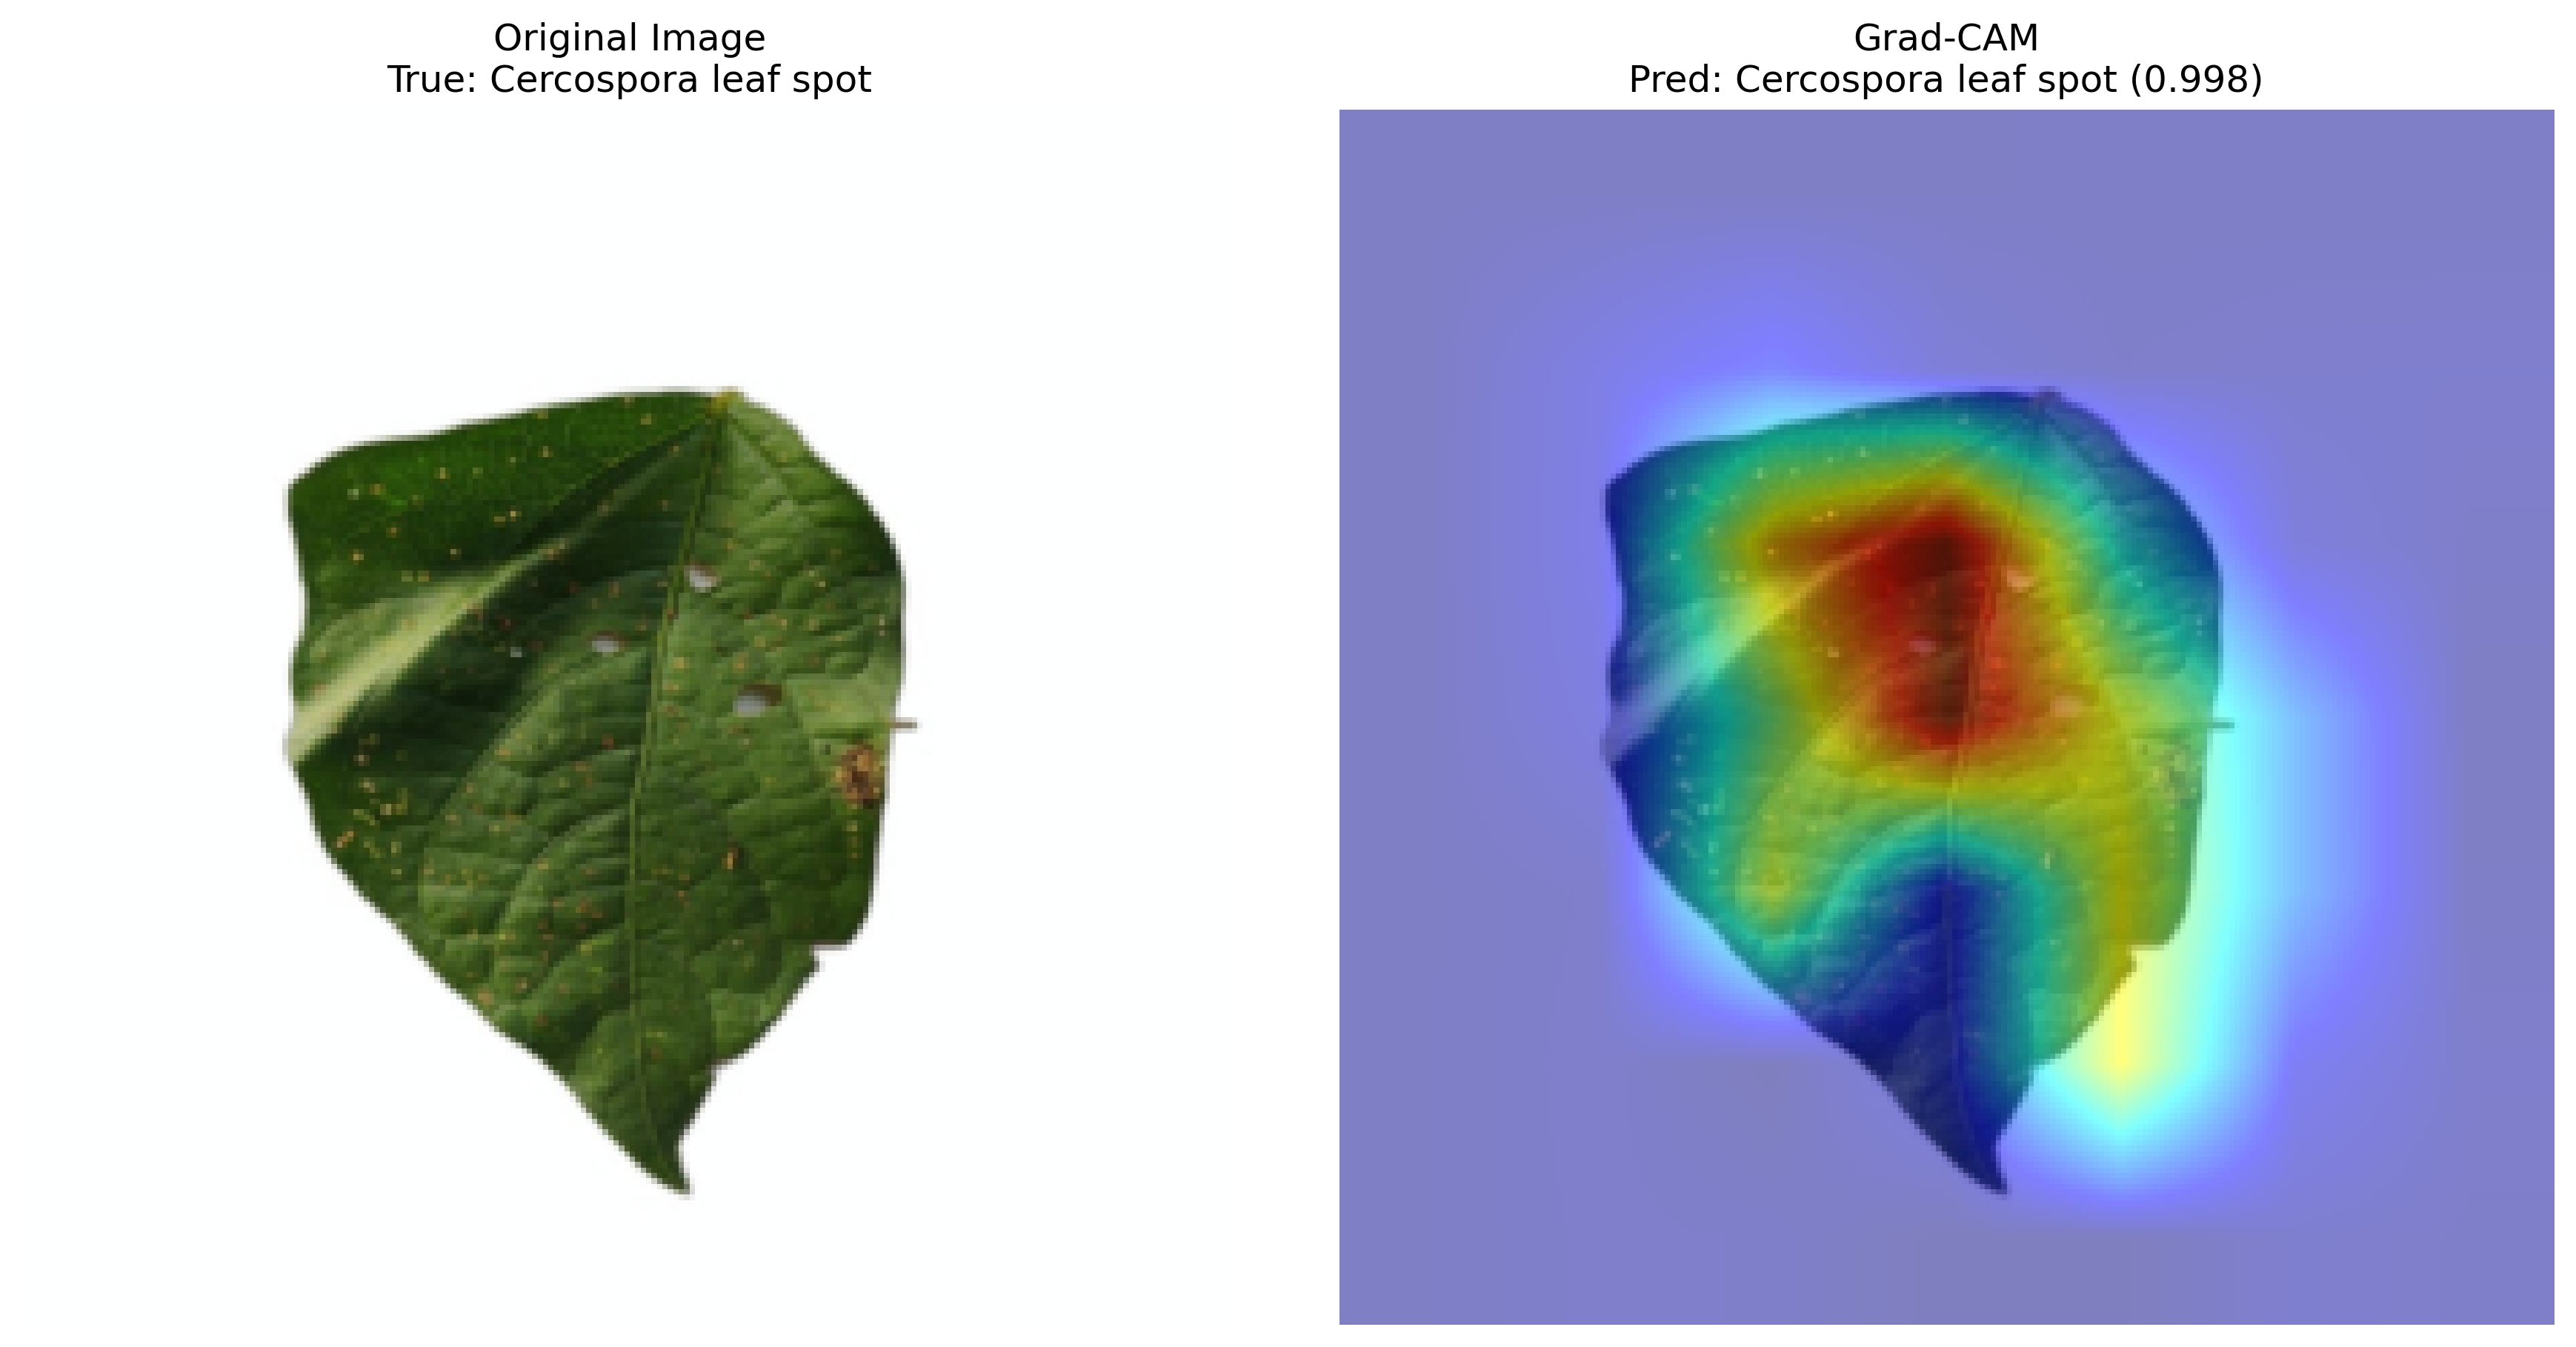 Original Image
True: Cercospora leaf spot
Grad-CAM
Pred: Cercospora leaf spot (0.998)